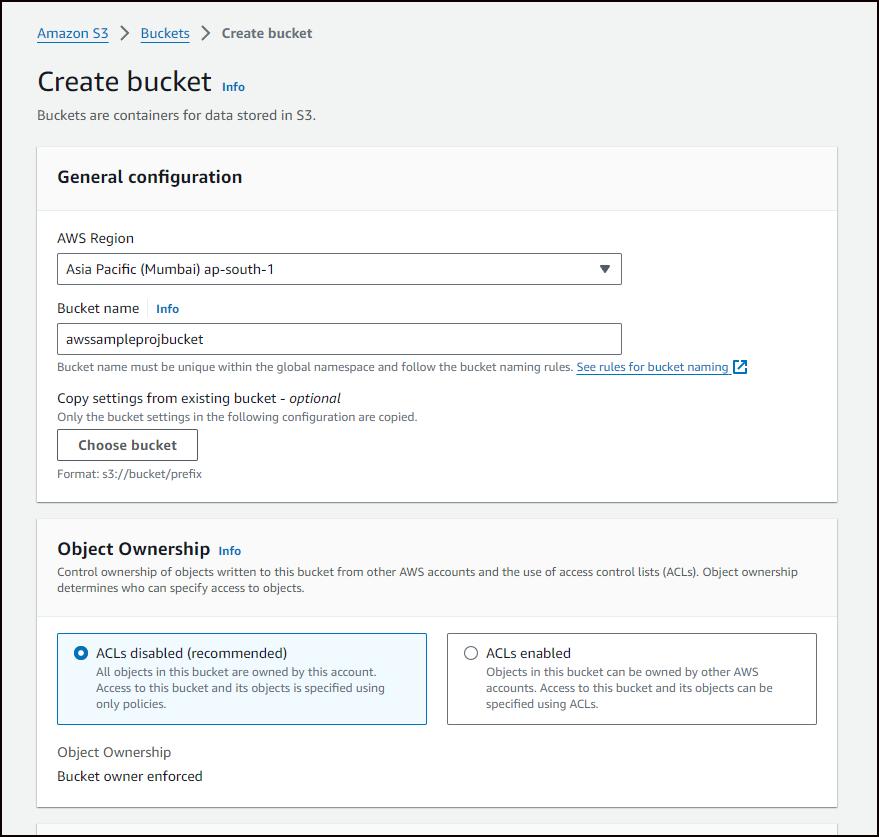 Amazon S3 > Buckets > Create bucket
Create bucket Info
Buckets are containers for data stored in S3.
General configuration
AWS Region
Asia Pacific (Mumbai) ap-south-1
Bucket name Info
awssampleprojbucket
Bucket name must be unique within the global namespace and follow the bucket naming rules. See rules for bucket naming
Copy settings from existing bucket - optional
Only the bucket settings in the following configuration are copied.
Choose bucket
Format: s3://bucket/prefix
Object Ownership Info
Control ownership of objects written to this bucket from other AWS accounts and the use of access control lists (ACLs). Object ownership
determines who can specify access to objects.
ACLs disabled (recommended)
All objects in this bucket are owned by this account.
Access to this bucket and its objects is specified using
only policies.
ACLs enabled
Objects in this bucket can be owned by other AWS
accounts. Access to this bucket and its objects can be
specified using ACLs.
Object Ownership
Bucket owner enforced